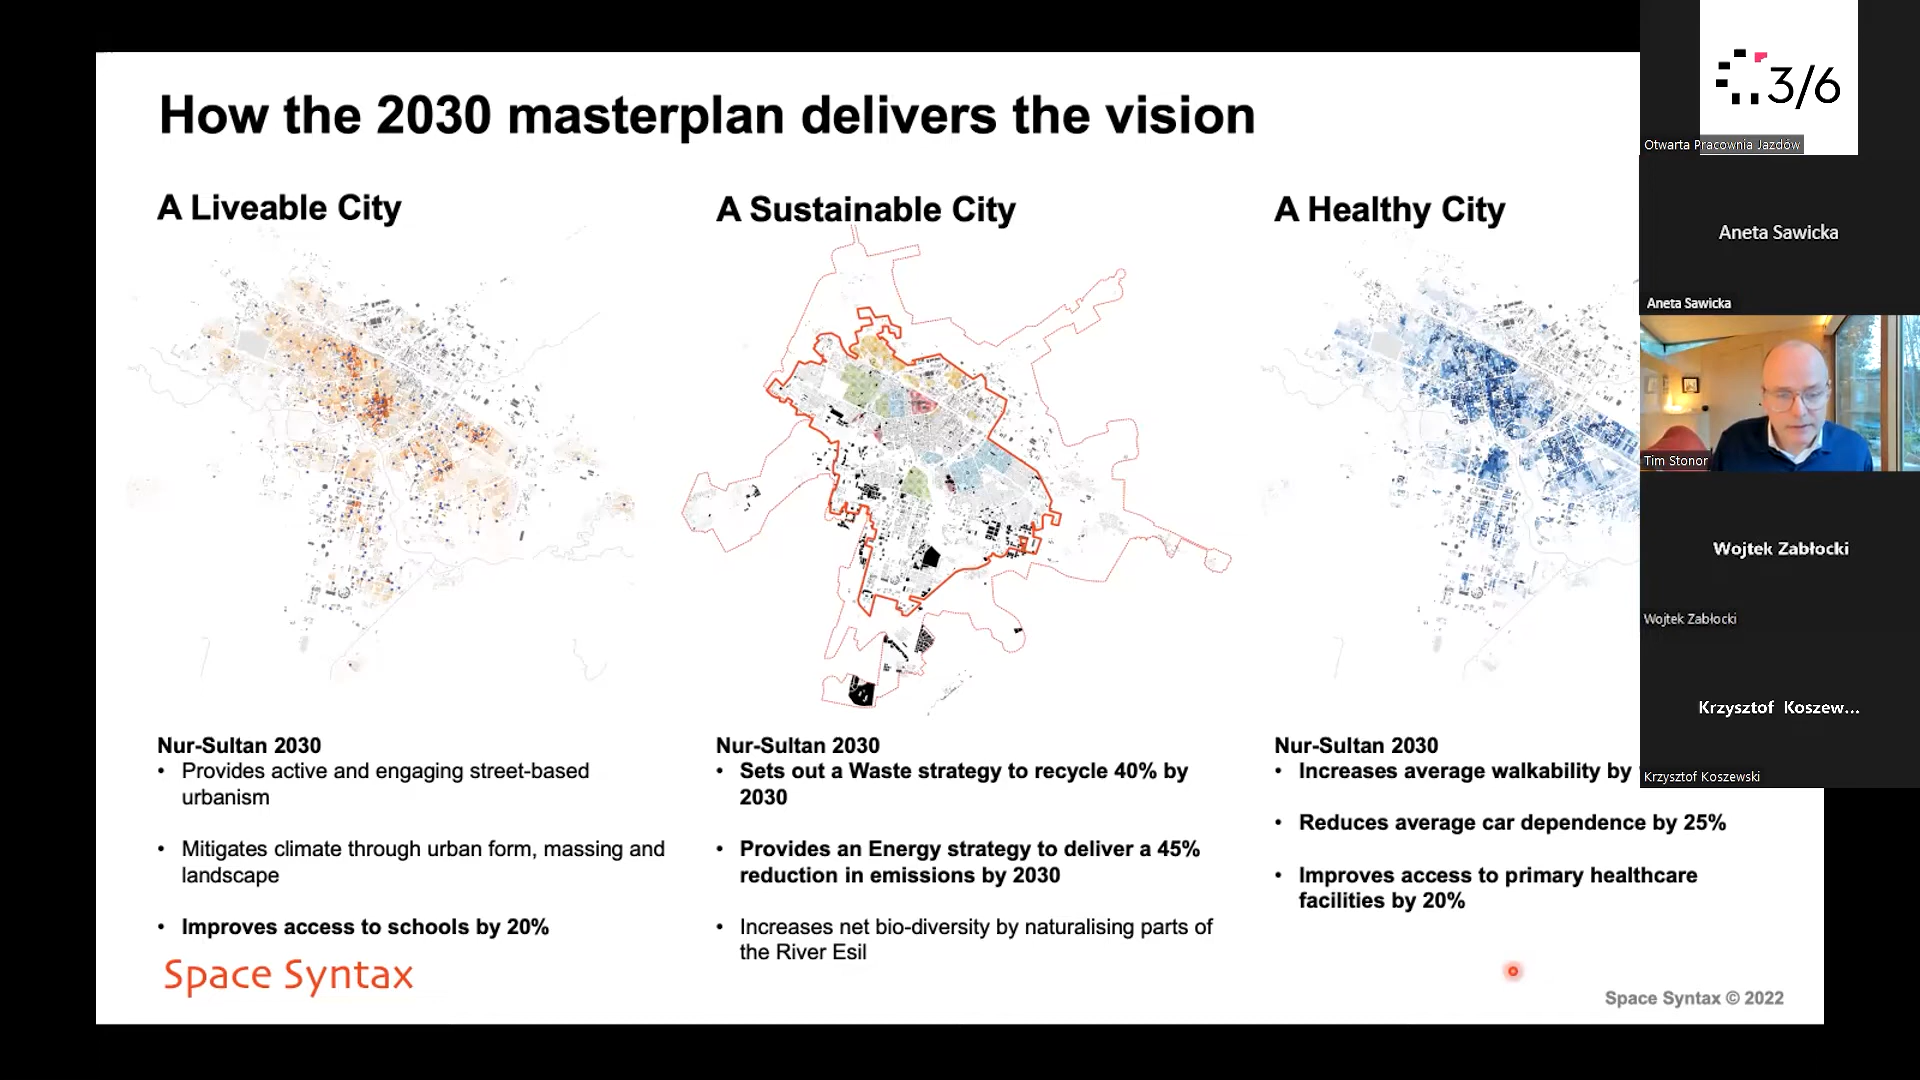 How the 2030 masterplan delivers the vision
A Liveable City
Nur-Sultan 2030
• Provides active and engaging street-based
urbanism
• Mitigates climate through urban form, massing and
landscape
• Improves access to schools by 20%
A Sustainable City
Nur-Sultan 2030
• Sets out a Waste strategy to recycle 40% by
2030
• Provides an Energy strategy to deliver a 45%
reduction in emissions by 2030
• Increases net bio-diversity by naturalising parts of
the River Esil
A Healthy City
Nur-Sultan 2030
• Increases average walkability by
• Reduces average car dependence by 25%
• Improves access to primary healthcare
facilities by 20%
Space Syntax
Space Syntax © 2022
3/6
Otwarta Pracownia Jazdów
Aneta Sawicka
Aneta Sawicka
Tim Stonor
Wojtek Zabłocki
Wojtek Zabłocki
Krzysztof Koszew...
Krzysztof Koszewski